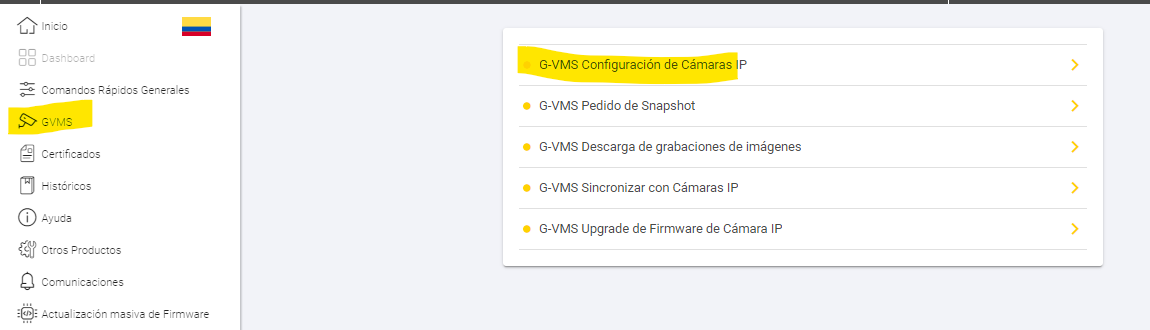 Inicio
Dashboard
Comandos Rápidos Generales
GVMS
Certificados
Históricos
Ayuda
Otros Productos
Comunicaciones
Actualización masiva de Firmware
G-VMS Configuración de Cámaras IP
G-VMS Pedido de Snapshot
G-VMS Descarga de grabaciones de imágenes
G-VMS Sincronizar con Cámaras IP
G-VMS Upgrade de Firmware de Cámara IP